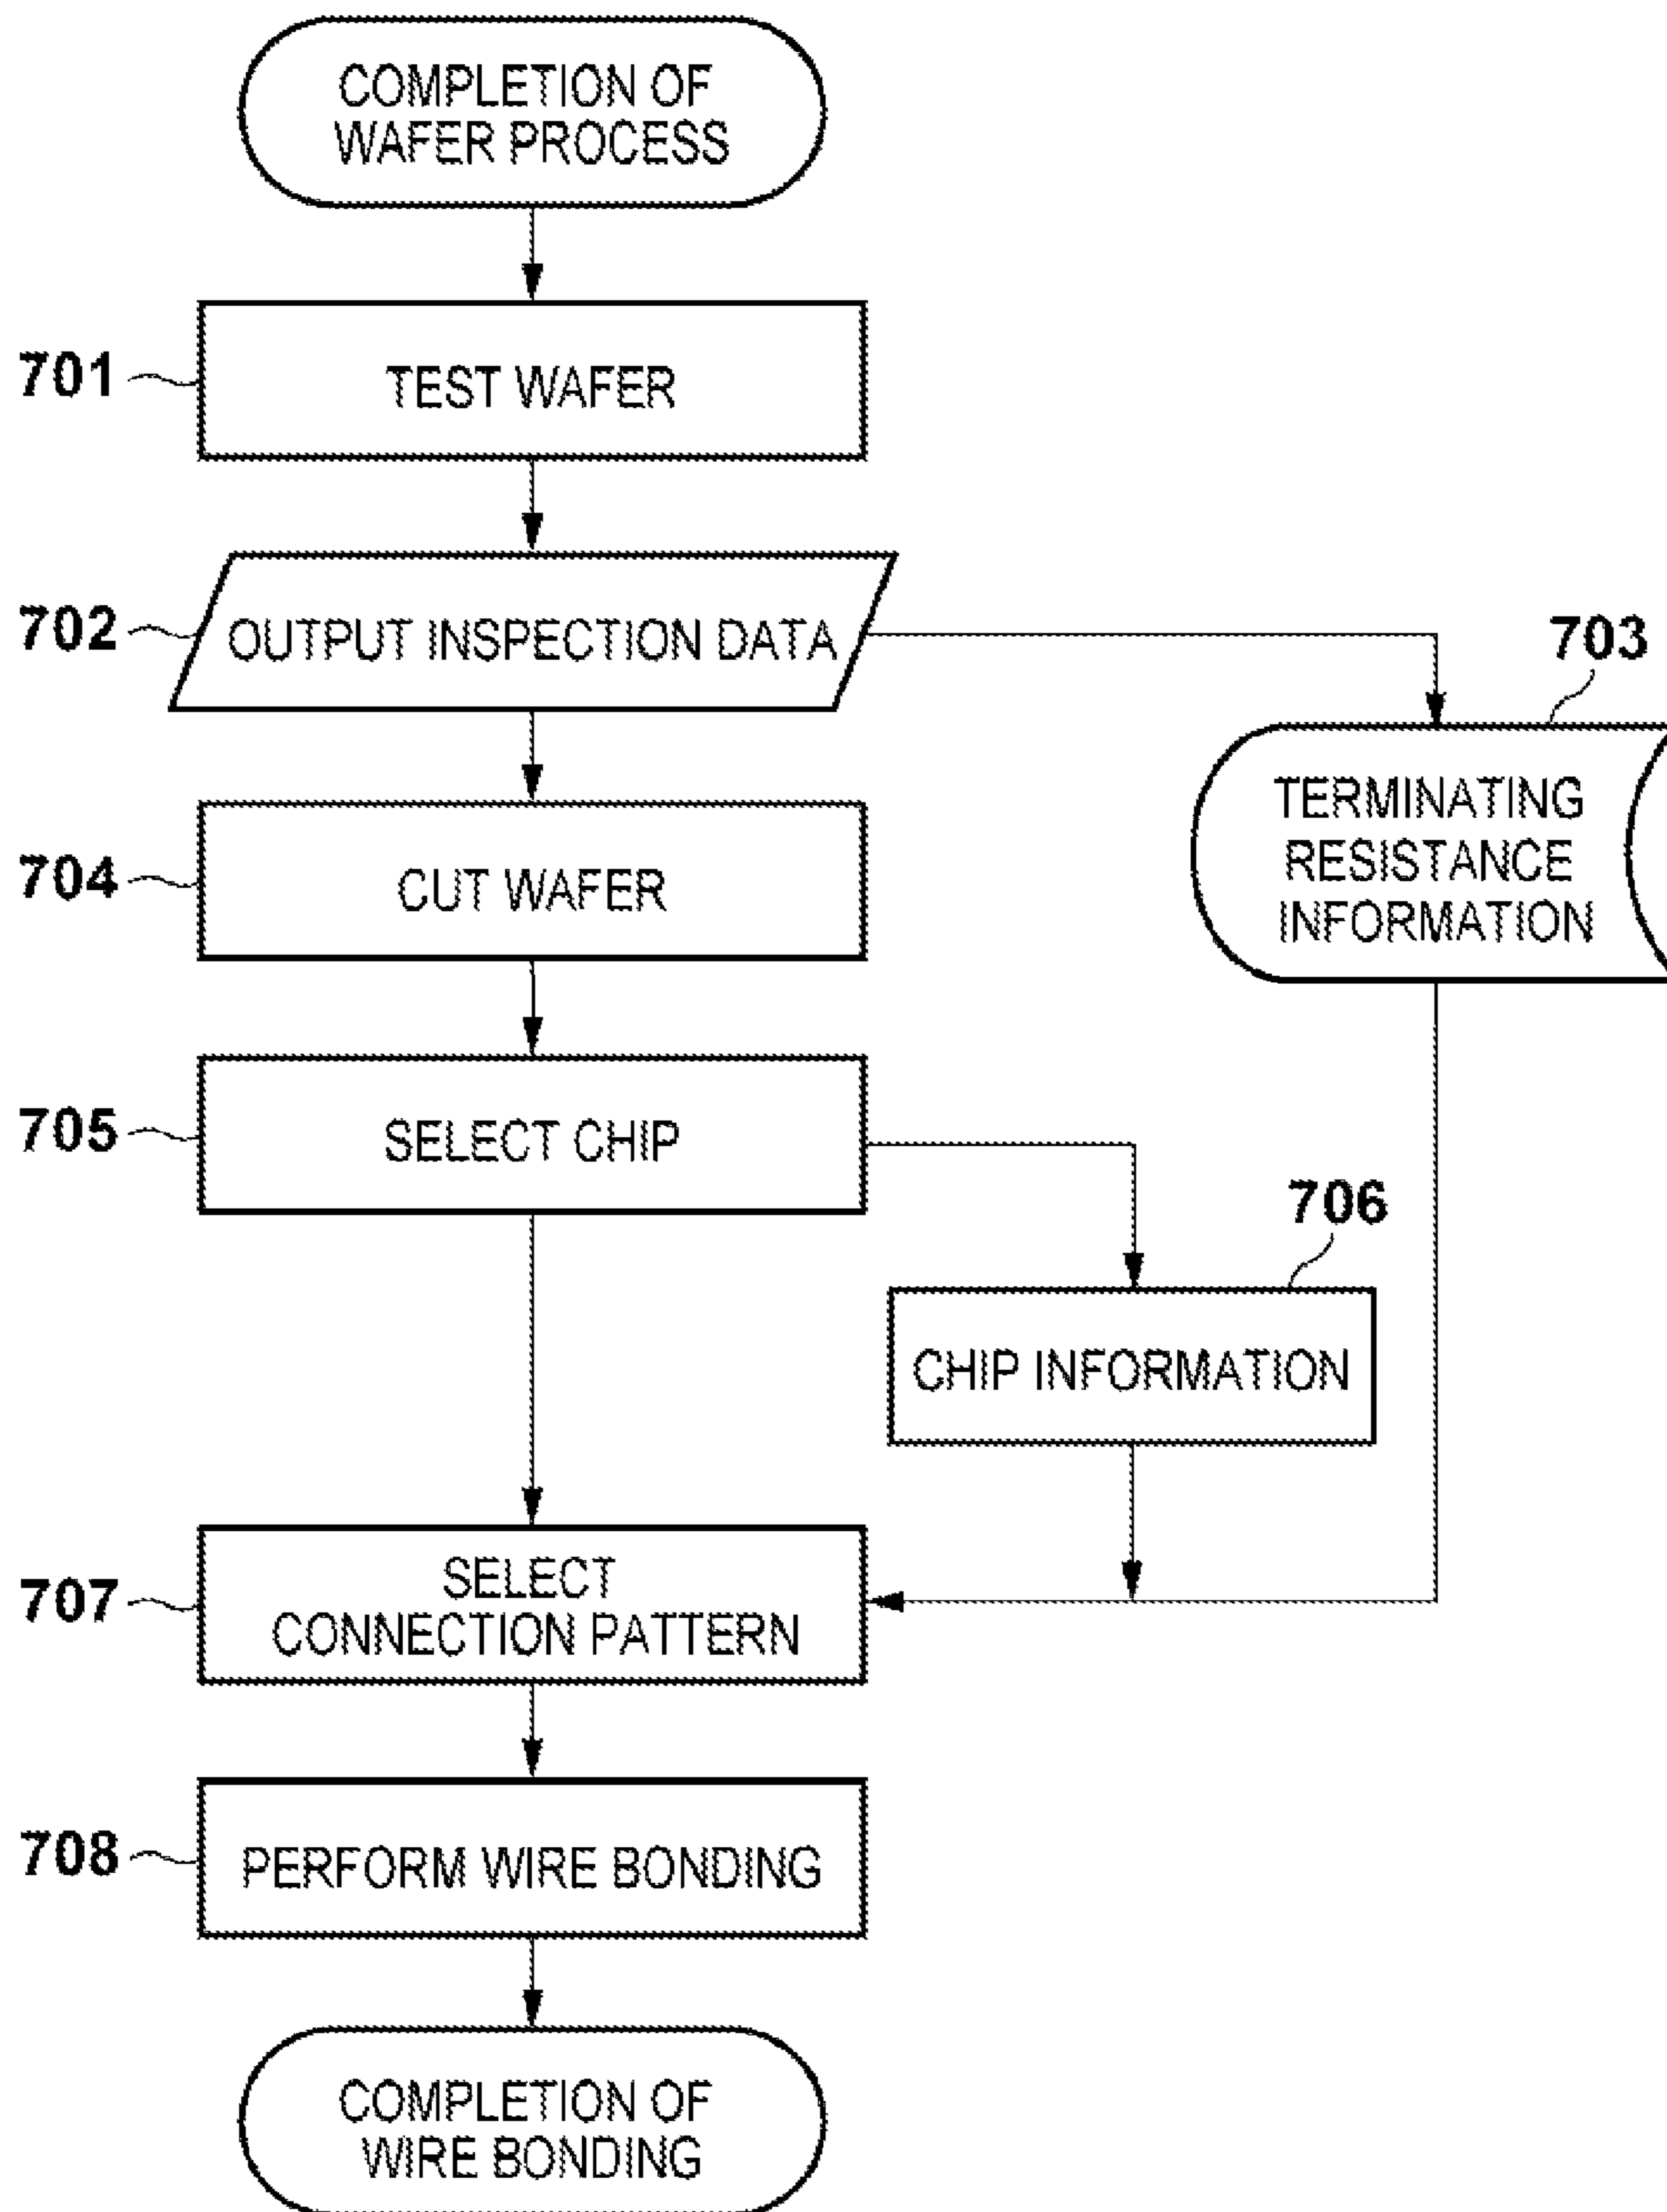 COMPLETION OF
WAFER PROCESS
701
TEST WAFER
702
OUTPUT INSPECTION DATA
703
TERMINATING
RESISTANCE
INFORMATION
704
CUT WAFER
705
SELECT CHIP
706
CHIP INFORMATION
707
SELECT
CONNECTION PATTERN
708
PERFORM WIRE BONDING
COMPLETION OF
WIRE BONDING